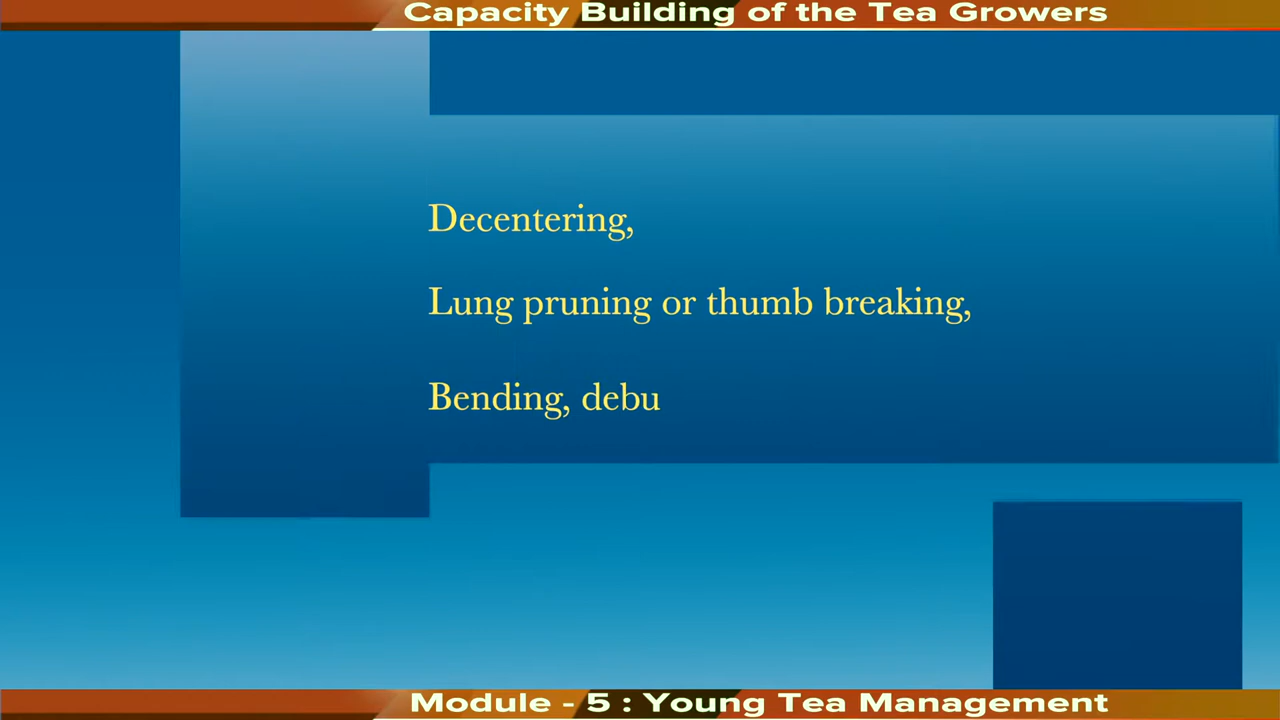 Capacity Building of the Tea Growers
Decentering,
Lung pruning or thumb breaking,
Bending, debu
Module - 5 : Young Tea Management